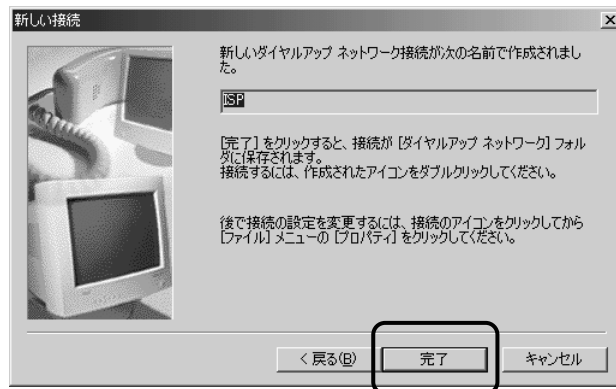 新しい接続
新しいダイヤルアップ ネットワーク接続が次の名前で作成されまし
た。
ISP
[完了] をクリックすると、接続が [ダイヤルアップ ネットワーク] フォル
ダに保存されます。
接続するには、作成されたアイコンをダブルクリックしてください。
後で接続の設定を変更するには、接続のアイコンをクリックしてから
[ファイル] メニューの [プロパティ] をクリックしてください。
< 戻る(B)
完了
キャンセル